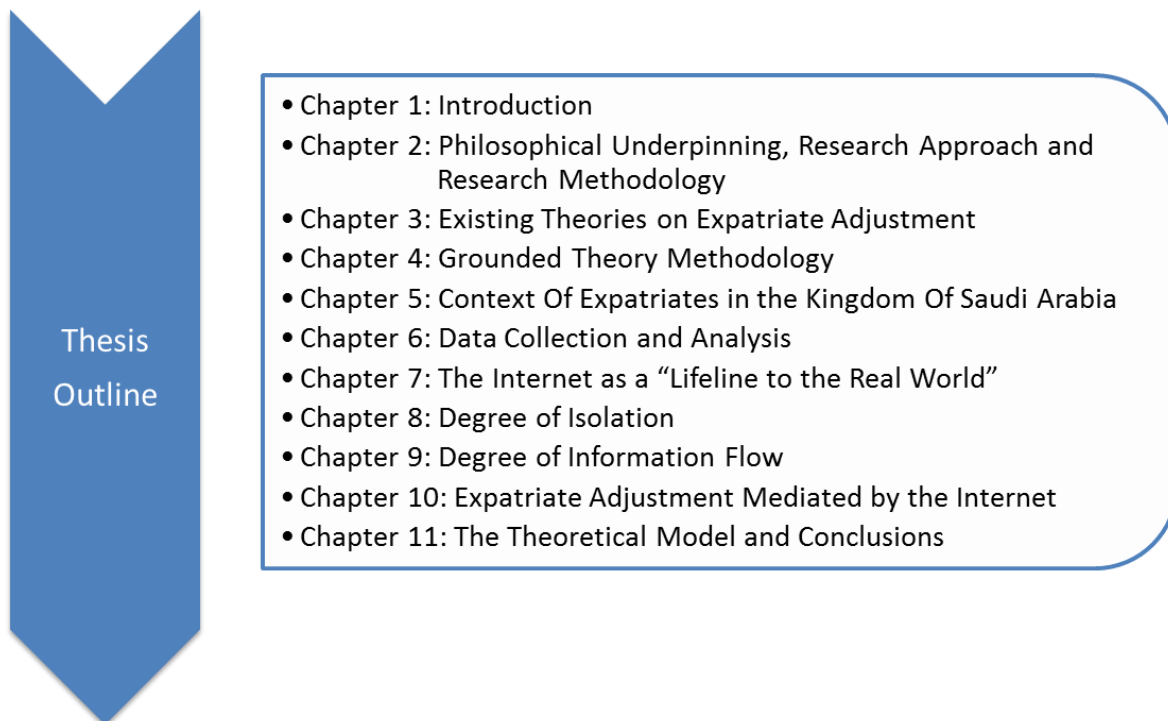 Thesis
Outline
• Chapter 1: Introduction
• Chapter 2: Philosophical Underpinning, Research Approach and
Research Methodology
• Chapter 3: Existing Theories on Expatriate Adjustment
• Chapter 4: Grounded Theory Methodology
• Chapter 5: Context Of Expatriates in the Kingdom Of Saudi Arabia
• Chapter 6: Data Collection and Analysis
• Chapter 7: The Internet as a “Lifeline to the Real World”
• Chapter 8: Degree of Isolation
• Chapter 9: Degree of Information Flow
• Chapter 10: Expatriate Adjustment Mediated by the Internet
• Chapter 11: The Theoretical Model and Conclusions